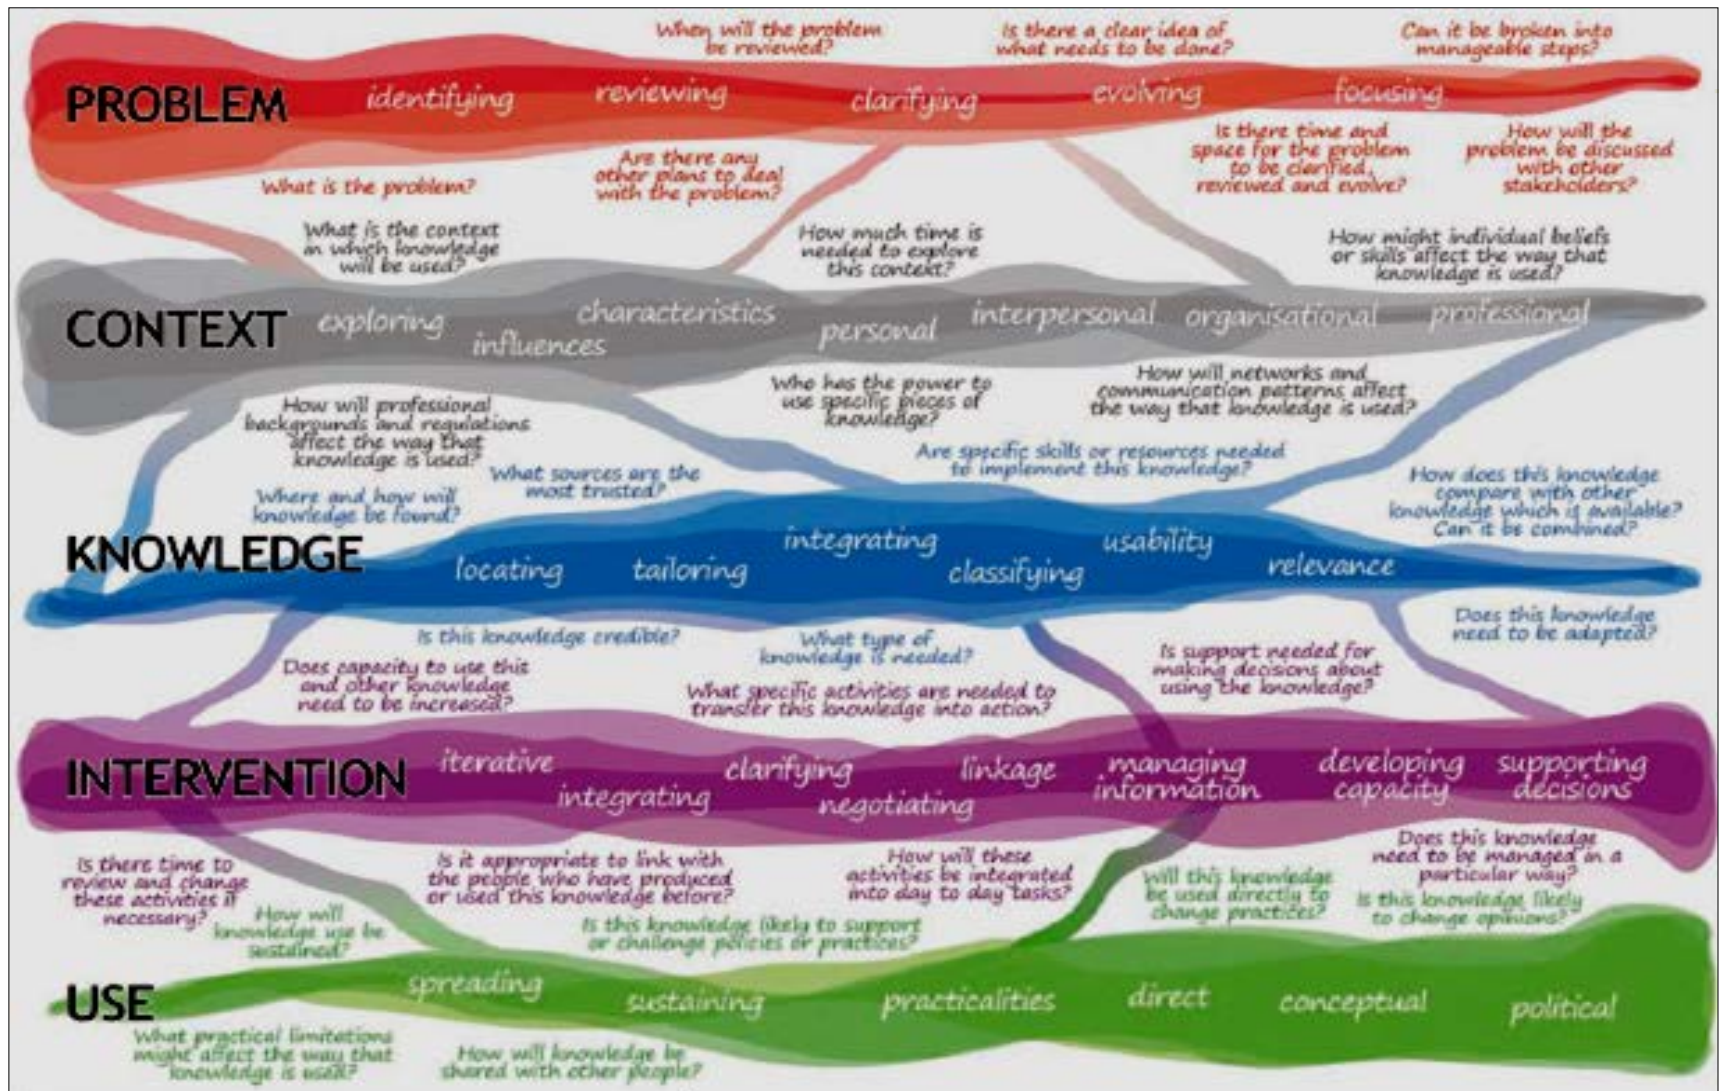 When will the problem
be reviewed?
Is there a clear idea of
what needs to be done?
Can it be broken into
manageable steps?
PROBLEM
identifying
reviewing
clarifying
evolving
focusing
What is the problem?
Are there any
other plans to deal
with the problem?
Is there time and
space for the problem
to be clarified,
reviewed and evolve?
How will the
problem be discussed
with other
stakeholders?
What is the context
in which knowledge
will be used?
How much time is
needed to explore
this context?
How might individual beliefs
or skills affect the way that
knowledge is used?
CONTEXT
exploring
influences
characteristics
personal
interpersonal
organisational
professional
How will professional
backgrounds and regulations
affect the way that
knowledge is used?
Who has the power to
use specific pieces of
knowledge?
How will networks and
communication patterns affect
the way that knowledge is used?
Where and how will
knowledge be found?
What sources are the
most trusted?
Are specific skills or resources needed
to implement this knowledge?
How does this knowledge
compare with other
knowledge which is available?
Can it be combined?
KNOWLEDGE
locating
tailoring
integrating
classifying
usability
relevance
Is this knowledge credible?
What type of
knowledge is needed?
Does this knowledge
need to be adapted?
Does capacity to use this
and other knowledge
need to be increased?
What specific activities are needed to
transfer this knowledge into action?
Is support needed for
making decisions about
using the knowledge?
INTERVENTION
iterative
integrating
clarifying
negotiating
linkage
managing
information
developing
capacity
supporting
decisions
Is there time to
review and change
these activities if
necessary?
Is it appropriate to link with
the people who have produced
or used this knowledge before?
How will these
activities be integrated
into day to day tasks?
Does this knowledge
need to be managed in a
particular way?
How will
knowledge use be
sustained?
Is this knowledge likely to support
or challenge policies or practices?
Will this knowledge
be used directly to
change practices?
Is this knowledge likely
to change opinions?
USE
spreading
sustaining
practicalities
direct
conceptual
political
What practical limitations
might affect the way that
knowledge is used?
How will knowledge be
shared with other people?